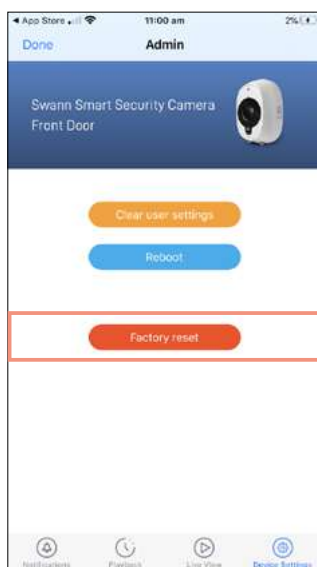 App Store
11:00 am
2%
Done
Admin
Swann Smart Security Camera
Front Door
Clear user settings
Reboot
Factory reset
Notifications
Playback
Live View
Device Settings